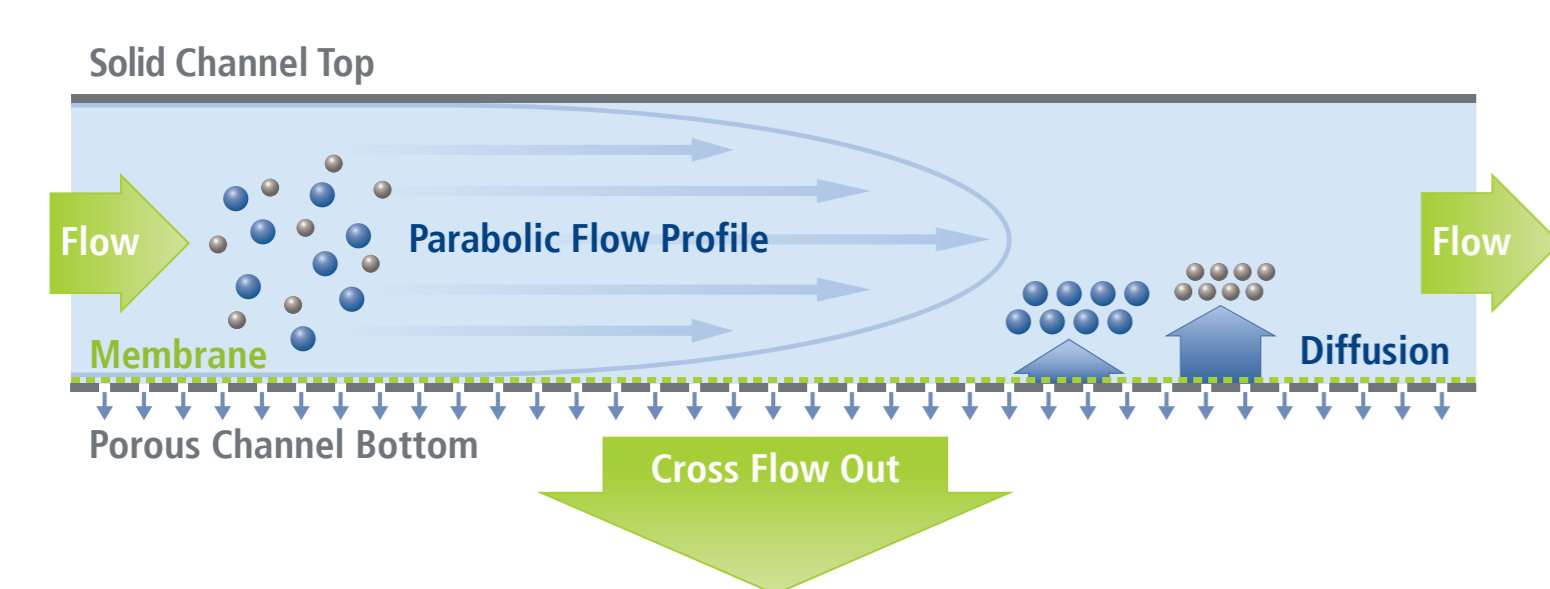 Solid Channel Top
Flow
Parabolic Flow Profile
Flow
Membrane
Diffusion
Porous Channel Bottom
Cross Flow Out